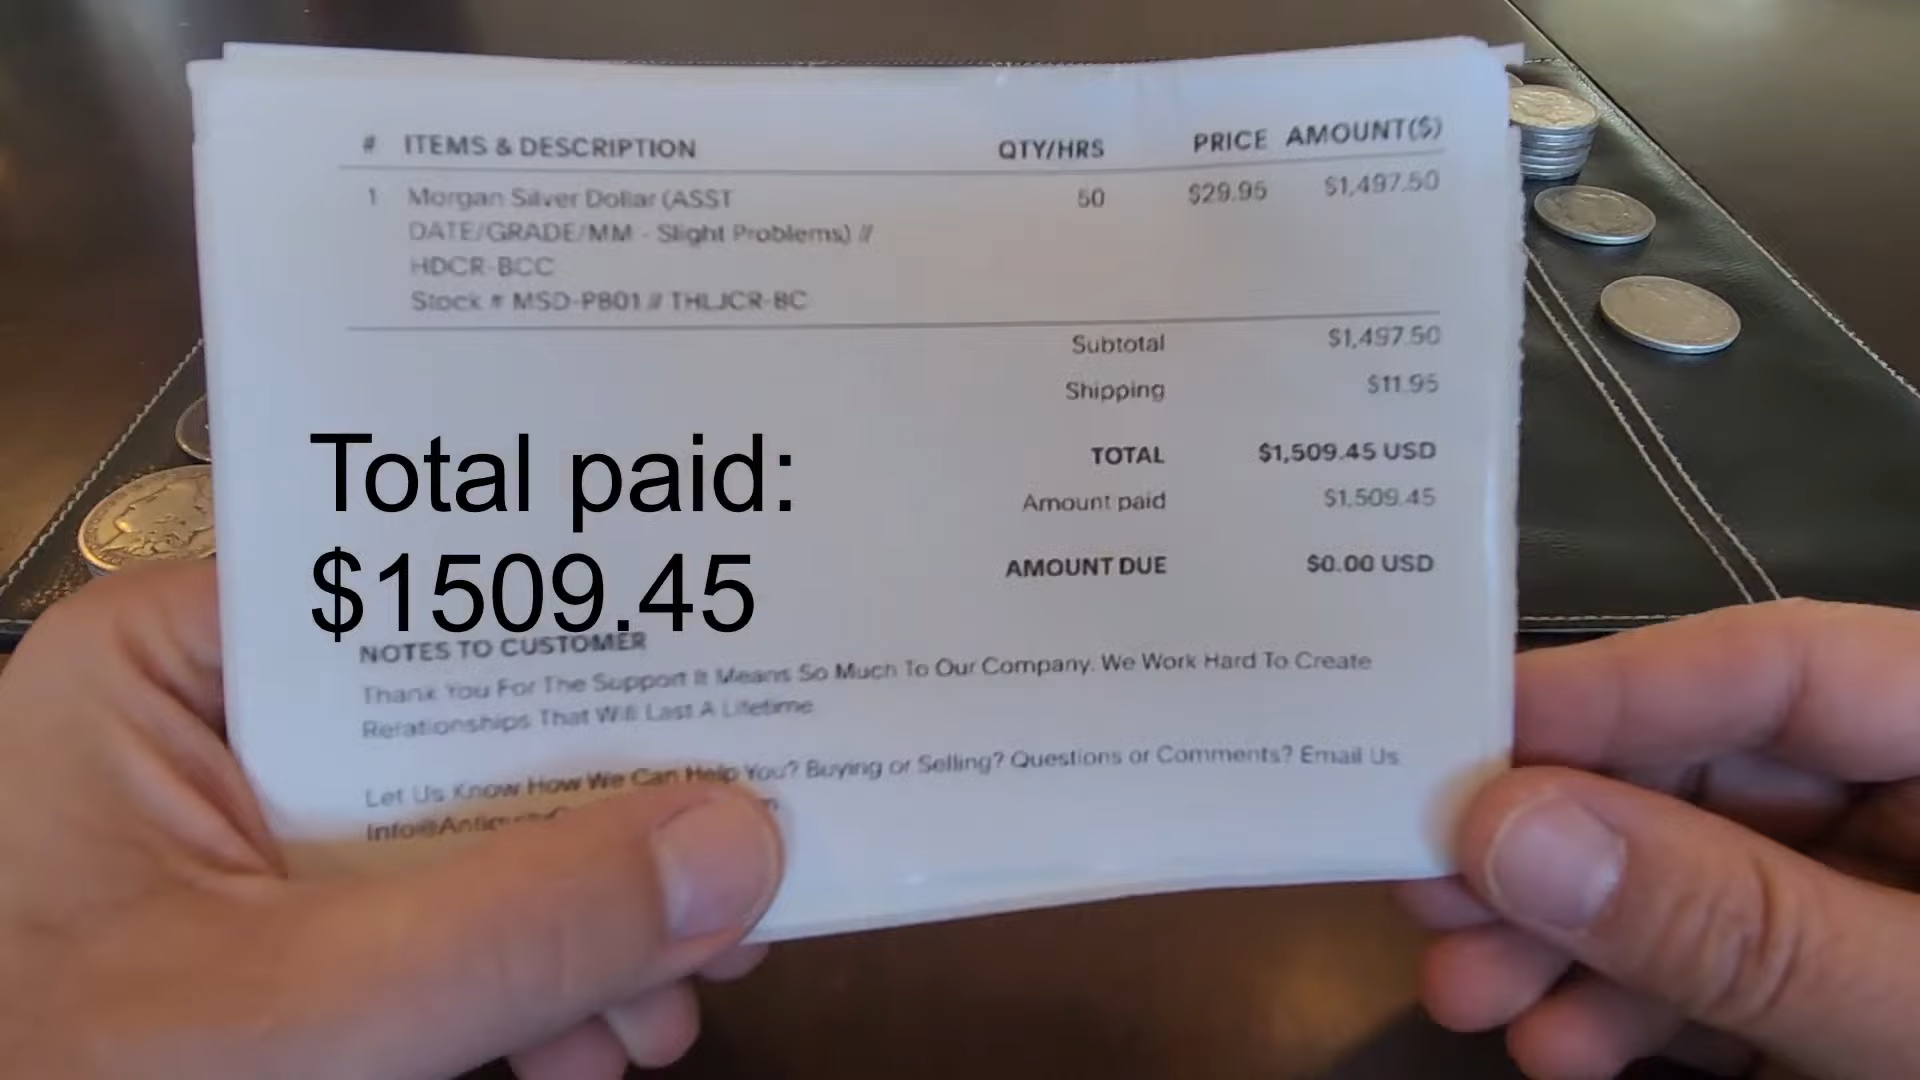 # ITEMS & DESCRIPTION QTY/HRS PRICE AMOUNT($)
1 Morgan Silver Dollar (ASST 50 $29.95 $1,497.50
DATE/GRADE/MM - Slight Problems) //
HDCR-BCC
Stock # MSD-PB01 // THLJCR-BC
Subtotal $1,497.50
Shipping $11.95
TOTAL $1,509.45 USD
Amount paid $1,509.45
AMOUNT DUE $0.00 USD
Total paid:
$1509.45
NOTES TO CUSTOMER
Thank You For The Support It Means So Much To Our Company. We Work Hard To Create
Relationships That Will Last A Lifetime
Let Us Know How We Can Help You? Buying or Selling? Questions or Comments? Email Us